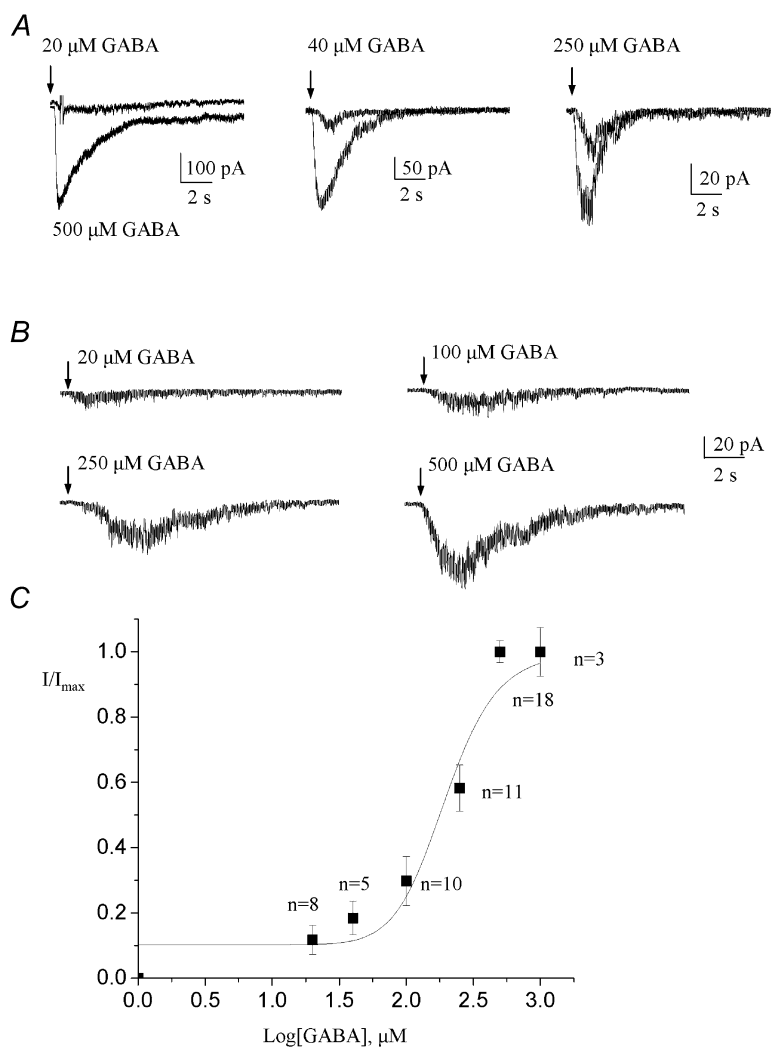 A
20 μM GABA
40 μM GABA
250 μM GABA
100 pA
2 s
50 pA
2 s
20 pA
2 s
500 μM GABA
B
20 μM GABA
100 μM GABA
20 pA
2 s
250 μM GABA
500 μM GABA
C
I/Imax
1.0
0.8
0.6
0.4
0.2
0.0
n=3
n=18
n=11
n=10
n=5
n=8
0.0 0.5 1.0 1.5 2.0 2.5 3.0
Log[GABA], μM